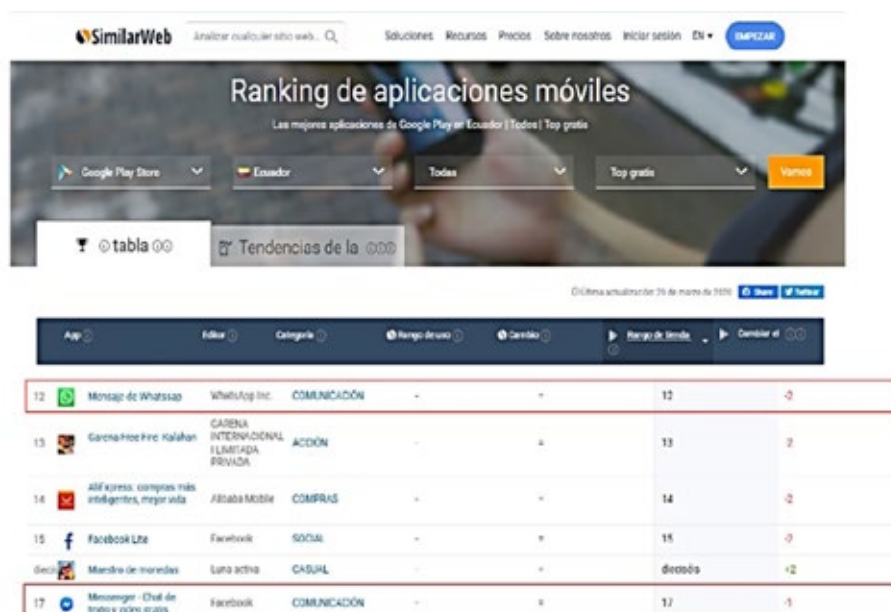 SimilarWeb
Analizar cualquier sitio web..
Soluciones Recursos Precios Sobre nosotros Iniciar sesión EN
EMPEZAR
Ranking de aplicaciones móviles
Las mejores aplicaciones de Google Play en Ecuador | Todos | Top gratis
Google Play Store Ecuador Todas Top gratis Vamos
tabla
Tendencias de la
Última actualización: 26 de marzo de 2020 Share Twittear
App Editor Categoría Rango de uso Cambio Rango de tienda Cambiar el
12 Mensaje de Whatssap WhatsApp Inc. COMUNICACIÓN - = 12 -2
13 Garena Free Fire: Kalahari GARENA
INTERNACIONAL
I LIMITADA
PRIVADA
ACCIÓN - = 13 2
14 AliExpress: compras más
inteligentes, mejor vida Alibaba Mobile COMPRAS - = 14 -2
15 Facebook Lite Facebook SOCIAL - = 15 -2
Maestro de monedas Luna activa CASUAL - = dieciséis +2
17 Messenger - Chat de
texto y video gratis Facebook COMUNICACIÓN - = 17 -1